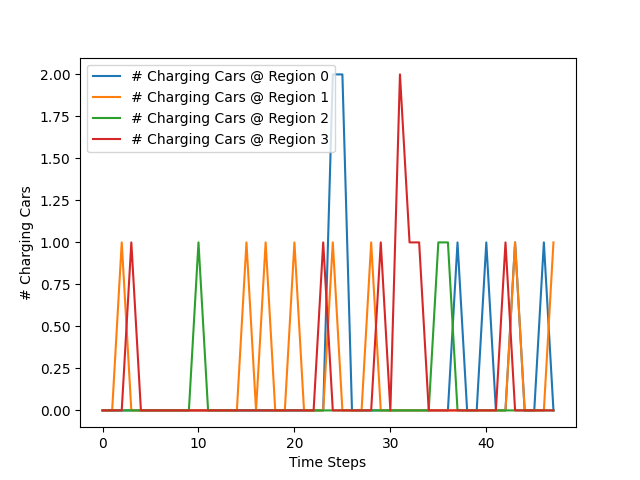 # Charging Cars @ Region 0
# Charging Cars @ Region 1
# Charging Cars @ Region 2
# Charging Cars @ Region 3
2.00
1.75
1.50
1.25
1.00
0.75
0.50
0.25
0.00
# Charging Cars
0 10 20 30 40
Time Steps